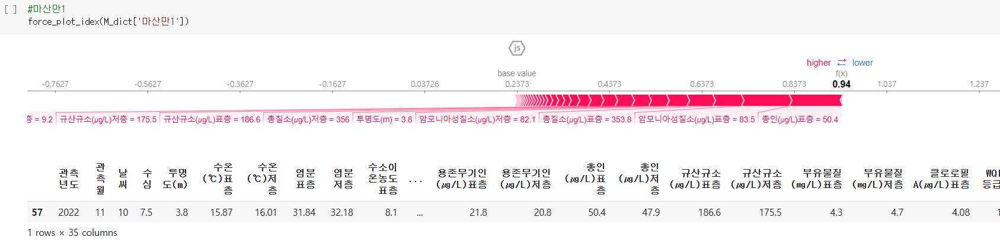 [ ] #마산만1
force_plot_idex(M_dict['마산만1'])
js
higher ⇄ lower
base value f(x)
-0.7627 -0.5627 -0.3627 -0.1627 0.03726 0.2373 0.4373 0.6373 0.8373 0.94 1.037 1.237
층 = 9.2 규산규소(㎍/L)저층 = 175.5 규산규소(㎍/L)표층 = 186.6 총질소(㎍/L)저층 = 356 투명도(m) = 3.8 암모니아성질소(㎍/L)저층 = 82.1 총질소(㎍/L)표층 = 353.8 암모니아성질소(㎍/L)표층 = 83.5 총인(㎍/L)표층 = 50.4
관측년도 관측월 날씨 수심 투명도(m) 수온(℃)표층 수온(℃)저층 염분표층 염분저층 수소이온농도표층 ... 용존무기인(㎍/L)표층 용존무기인(㎍/L)저층 총인(㎍/L)표층 총인(㎍/L)저층 규산규소(㎍/L)표층 규산규소(㎍/L)저층 부유물질(mg/L)표층 부유물질(mg/L)저층 클로로필A(㎍/L)표층 WQI등급
57 2022 11 10 7.5 3.8 15.87 16.01 31.84 32.18 8.1 ... 21.8 20.8 50.4 47.9 186.6 175.5 4.3 4.7 4.08 1
1 rows × 35 columns